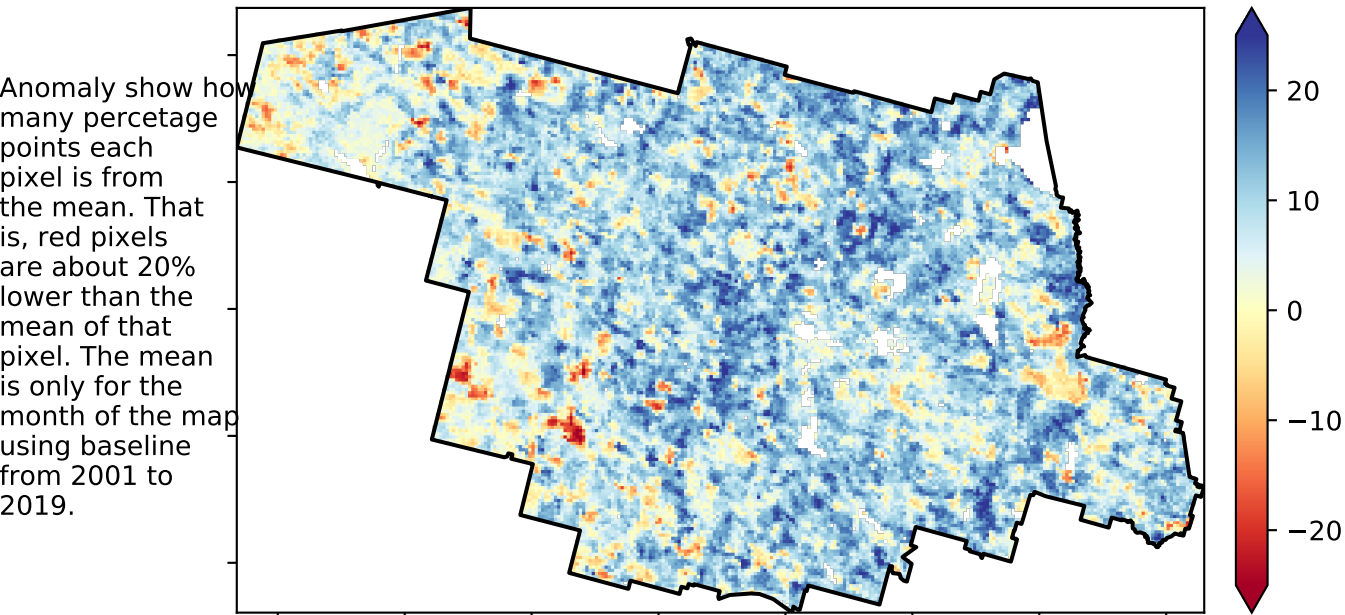 Anomaly show how
many percetage
points each
pixel is from
the mean. That
is, red pixels
are about 20%
lower than the
mean of that
pixel. The mean
is only for the
month of the map
using baseline
from 2001 to
2019.
20
10
0
−10
−20